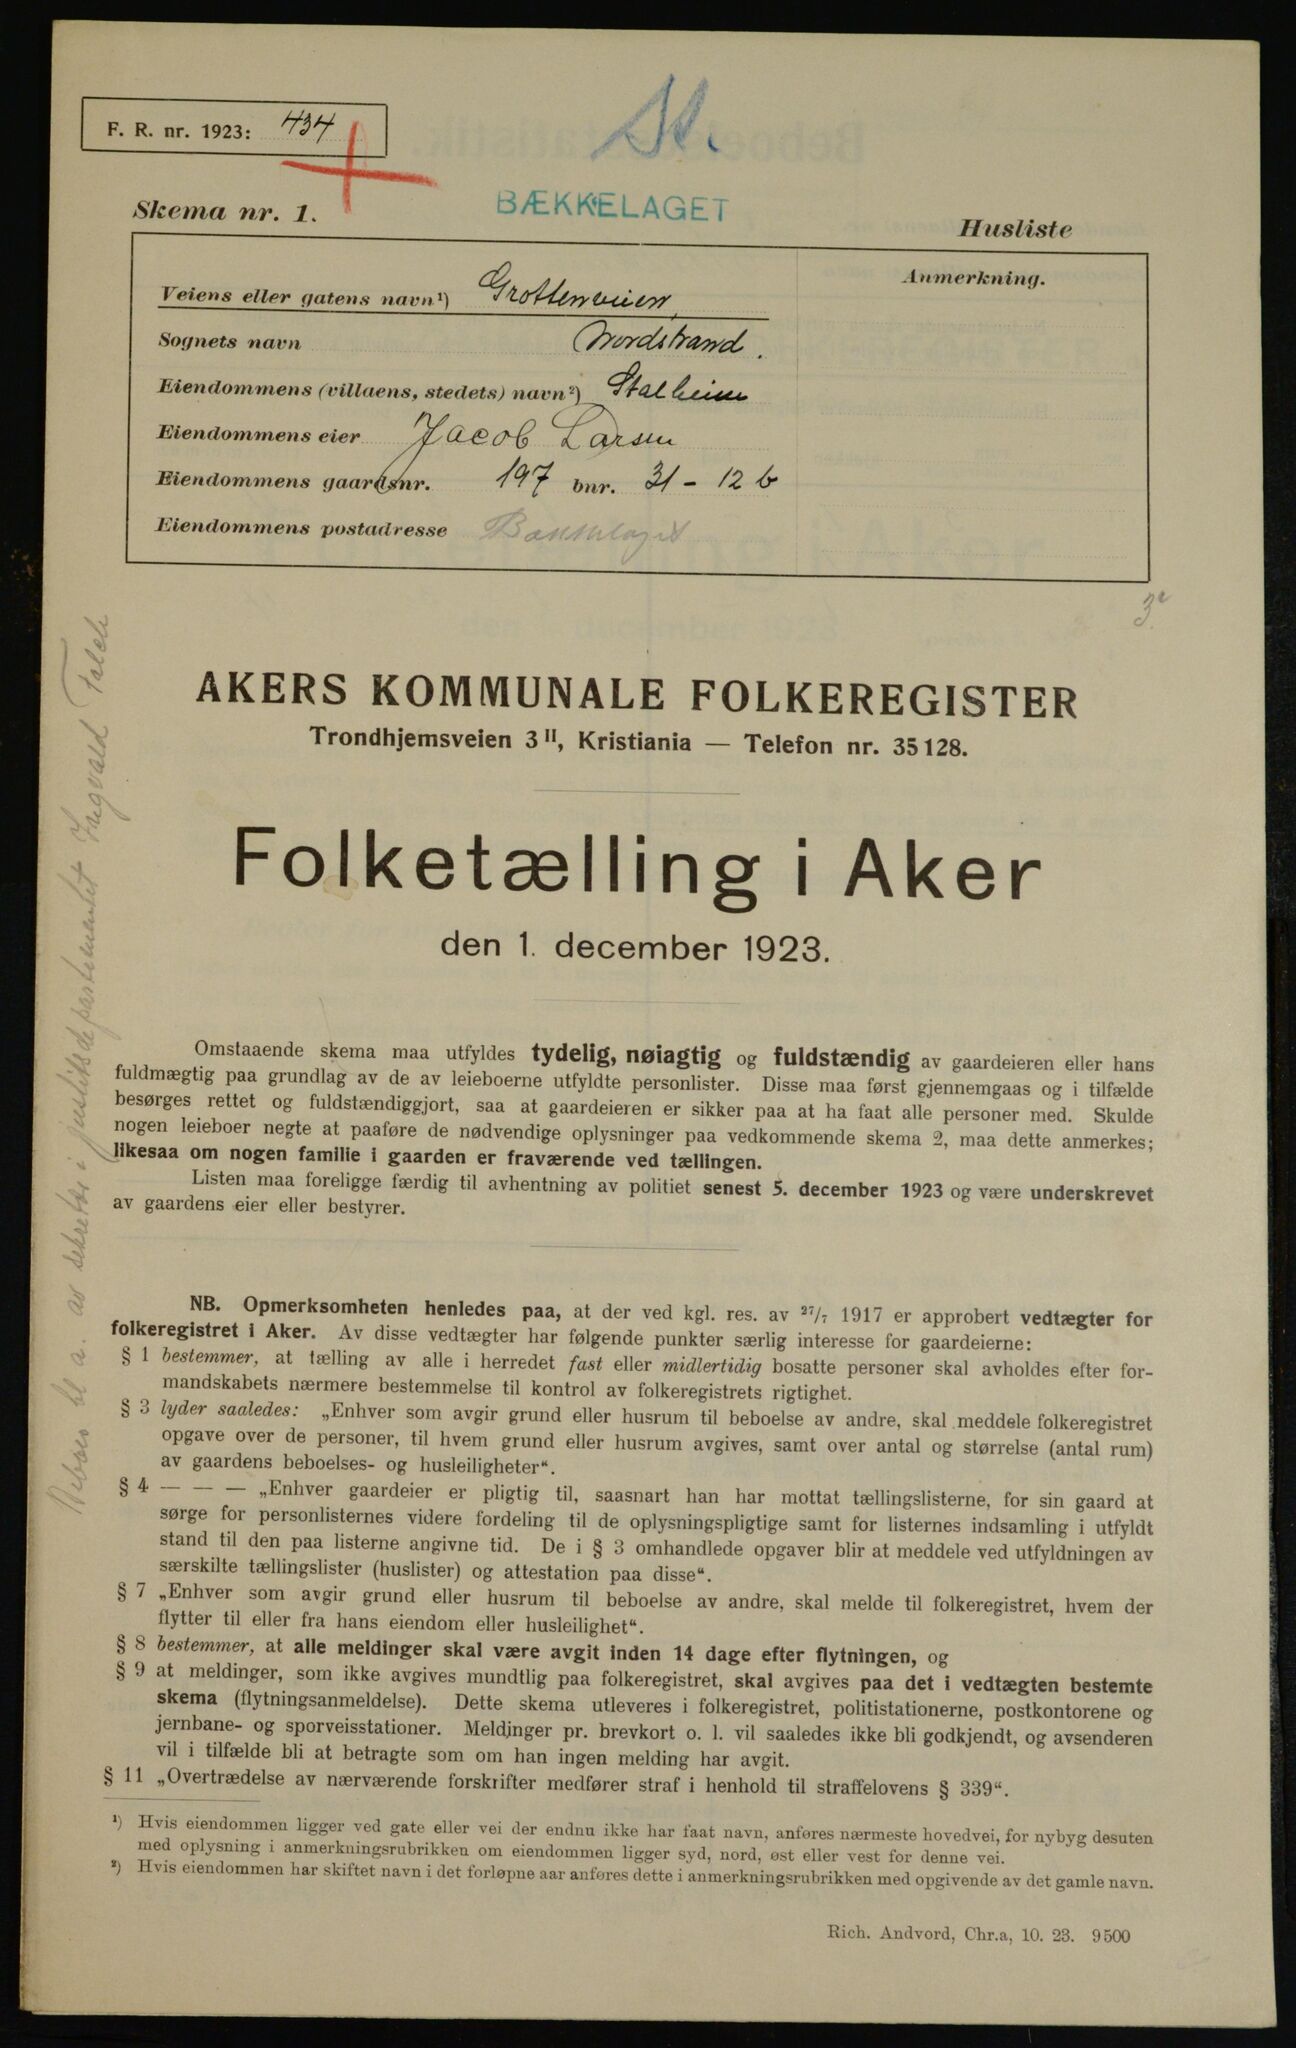 F. R. nr. 1923: 434
St.
BÆKKELAGET
Skema nr. 1.
Husliste
Anmerkning.
Veiens eller gatens navn¹) Grottenveien,
Sognets navn Nordstrand.
Eiendommens (villaens, stedets) navn²) Stalheim
Eiendommens eier Jacob Larsen
Eiendommens gaardsnr. 197 bnr. 31 - 12 b
Eiendommens postadresse Bækkelaget
Beboes bl a. av sekretær i justitsdepartementet Ingvald Falch
AKERS KOMMUNALE FOLKEREGISTER
Trondhjemsveien 3 II, Kristiania — Telefon nr. 35128.
Folketælling i Aker
den 1. december 1923.
Omstaaende skema maa utfyldes tydelig, nøiagtig og fuldstændig av gaardeieren eller hans
fuldmægtig paa grundlag av de av leieboerne utfyldte personlister. Disse maa først gjennemgaas og i tilfælde
besørges rettet og fuldstændiggjort, saa at gaardeieren er sikker paa at ha faat alle personer med. Skulde
nogen leieboer negte at paaføre de nødvendige oplysninger paa vedkommende skema 2, maa dette anmerkes;
likesaa om nogen familie i gaarden er fraværende ved tællingen.
Listen maa foreligge færdig til avhentning av politiet senest 5. december 1923 og være underskrevet
av gaardens eier eller bestyrer.
NB. Opmerksomheten henledes paa, at der ved kgl. res. av 27/7 1917 er approbert vedtægter for
folkeregistret i Aker. Av disse vedtægter har følgende punkter særlig interesse for gaardeierne:
§ 1 bestemmer, at tælling av alle i herredet fast eller midlertidig bosatte personer skal avholdes efter for-
mandskabets nærmere bestemmelse til kontrol av folkeregistrets rigtighet.
§ 3 lyder saaledes: „Enhver som avgir grund eller husrum til beboelse av andre, skal meddele folkeregistret
opgave over de personer, til hvem grund eller husrum avgives, samt over antal og størrelse (antal rum)
av gaardens beboelses- og husleiligheter“.
§ 4 — — — „Enhver gaardeier er pligtig til, saasnart han har mottat tællingslisterne, for sin gaard at
sørge for personlisternes videre fordeling til de oplysningspligtige samt for listernes indsamling i utfyldt
stand til den paa listerne angivne tid. De i § 3 omhandlede opgaver blir at meddele ved utfyldningen av
særskilte tællingslister (huslister) og attestation paa disse“.
§ 7 „Enhver som avgir grund eller husrum til beboelse av andre, skal melde til folkeregistret, hvem der
flytter til eller fra hans eiendom eller husleilighet“.
§ 8 bestemmer, at alle meldinger skal være avgit inden 14 dage efter flytningen, og
§ 9 at meldinger, som ikke avgives mundtlig paa folkeregistret, skal avgives paa det i vedtægten bestemte
skema (flytningsanmeldelse). Dette skema utleveres i folkeregistret, politistationerne, postkontorene og
jernbane- og sporveisstationer. Meldinger pr. brevkort o. l. vil saaledes ikke bli godkjendt, og avsenderen
vil i tilfælde bli at betragte som om han ingen melding har avgit.
§ 11 „Overtrædelse av nærværende forskrifter medfører straf i henhold til straffelovens § 339“.
¹) Hvis eiendommen ligger ved gate eller vei der endnu ikke har faat navn, anføres nærmeste hovedvei, for nybyg desuten
med oplysning i anmerkningsrubrikken om eiendommen ligger syd, nord, øst eller vest for denne vei.
²) Hvis eiendommen har skiftet navn i det forløpne aar anføres dette i anmerkningsrubrikken med opgivende av det gamle navn.
Rich. Andvord, Chr.a, 10. 23. 9500